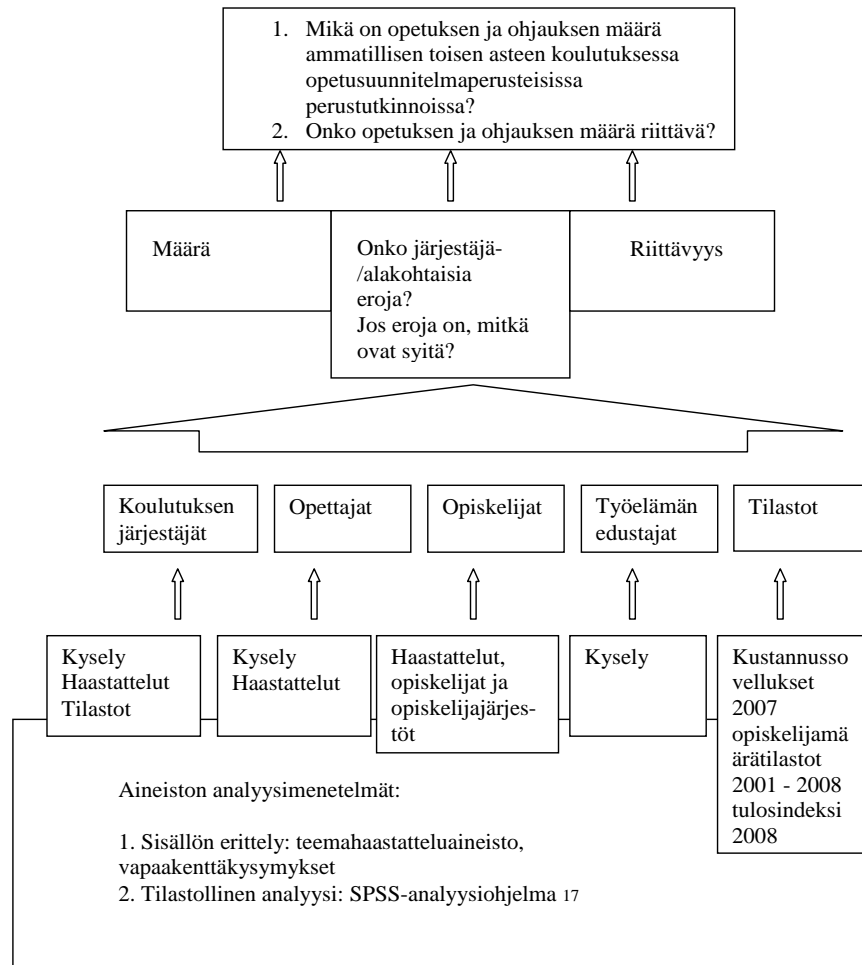 1. Mikä on opetuksen ja ohjauksen määrä
ammatillisen toisen asteen koulutuksessa
opetusuunnitelmaperusteisissa
perustutkinnoissa?
2. Onko opetuksen ja ohjauksen määrä riittävä?
Määrä
Onko järjestäjä-
/alakohtaisia
eroja?
Jos eroja on, mitkä
ovat syitä?
Riittävyys
Koulutuksen
järjestäjät
Opettajat
Opiskelijat
Työelämän
edustajat
Tilastot
Kysely
Haastattelut
Tilastot
Kysely
Haastattelut
Haastattelut,
opiskelijat ja
opiskelijajärjes-
töt
Kysely
Kustannusso
vellukset
2007
opiskelijamä
ärätilastot
2001 - 2008
tulosindeksi
2008
Aineiston analyysimenetelmät:
1. Sisällön erittely: teemahaastatteluaineisto,
vapaakenttäkysymykset
2. Tilastollinen analyysi: SPSS-analyysiohjelma 17